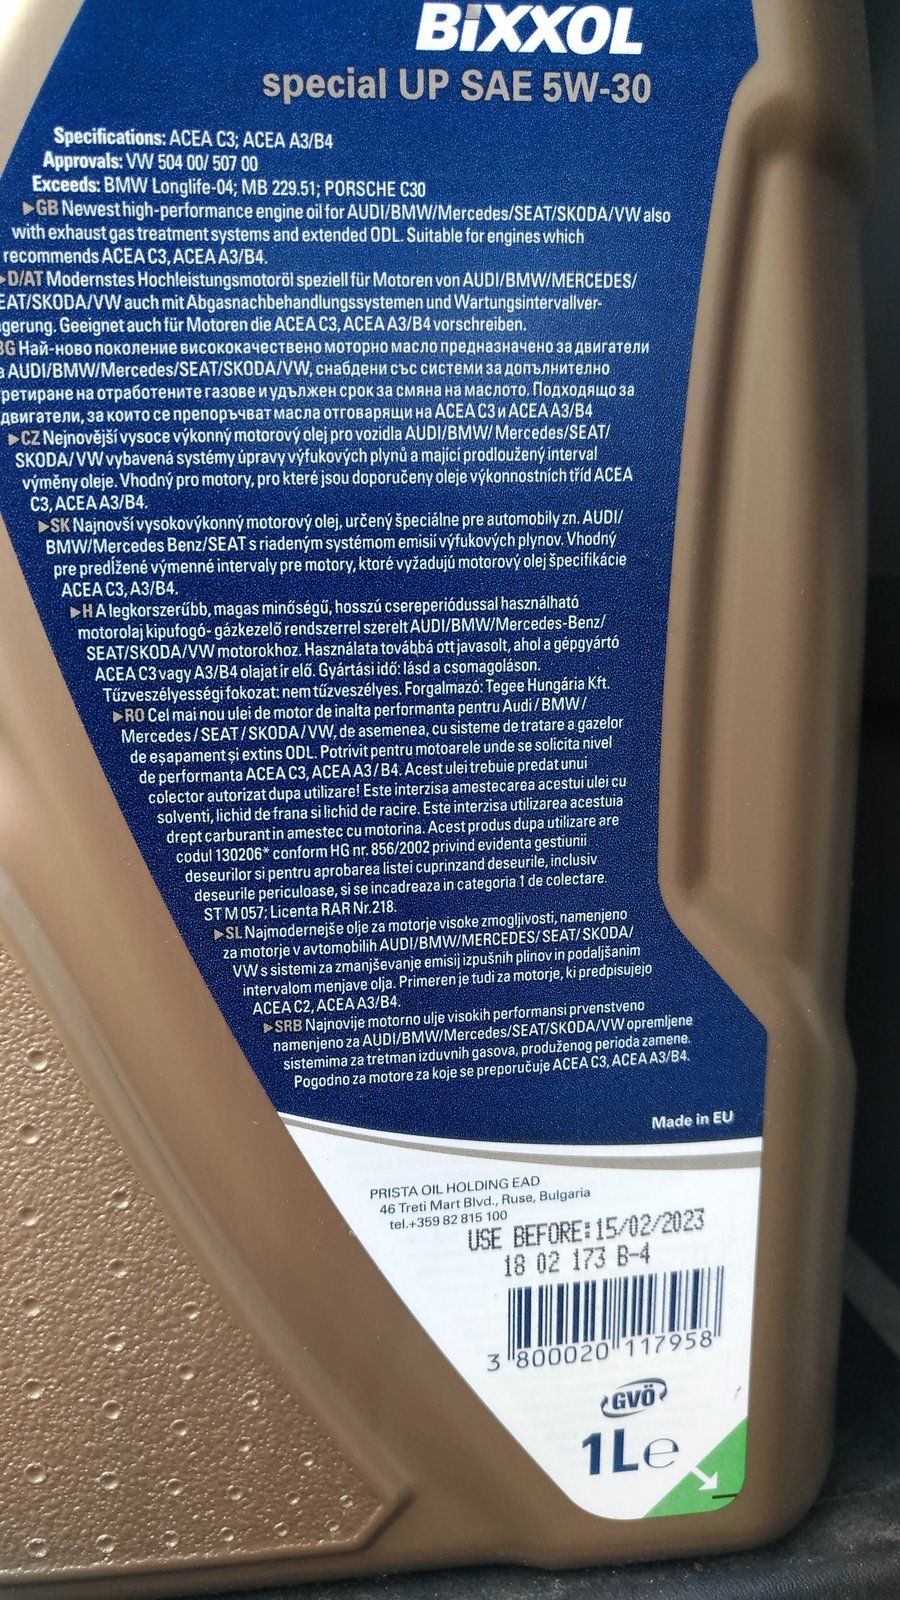 BiXXOL
special UP SAE 5W-30
Specifications: ACEA C3; ACEA A3/B4
Approvals: VW 504 00/ 507 00
Exceeds: BMW Longlife-04; MB 229.51; PORSCHE C30
►GB Newest high-performance engine oil for AUDI/BMW/Mercedes/SEAT/SKODA/VW also
with exhaust gas treatment systems and extended ODL. Suitable for engines which
recommends ACEA C3, ACEA A3/B4.
►D/AT Modernstes Hochleistungsmotoröl speziell für Motoren von AUDI/BMW/MERCEDES/
EAT/SKODA/VW auch mit Abgasnachbehandlungssystemen und Wartungsintervallver-
gerung. Geeignet auch für Motoren die ACEA C3, ACEA A3/B4 vorschreiben.
BG Най-ново поколение висококачествено моторно масло предназначено за двигатели
а AUDI/BMW/Mercedes/SEAT/SKODA/VW, снабдени със системи за допълнително
ретиране на отработените газове и удължен срок за смяна на маслото. Подходящо за
двигатели, за които се препоръчват масла отговарящи на ACEA C3 и ACEA A3/B4
►CZ Nejnovější vysoce výkonný motorový olej pro vozidla AUDI/BMW/ Mercedes/SEAT/
SKODA/ VW vybavená systémy úpravy výfukových plynů a mající prodloužený interval
výměny oleje. Vhodný pro motory, pro které jsou doporučeny oleje výkonnostních tříd ACEA
C3, ACEA A3/B4.
►SK Najnovší vysokovýkonný motorový olej, určený špeciálne pre automobily zn. AUDI/
BMW/Mercedes Benz/SEAT s riadeným systémom emisií výfukových plynov. Vhodný
pre predĺžené výmenné intervaly pre motory, ktoré vyžadujú motorový olej špecifikácie
ACEA C3, A3/B4.
►H A legkorszerűbb, magas minőségű, hosszú csereperiódussal használható
motorolaj kipufogó- gázkezelő rendszerrel szerelt AUDI/BMW/Mercedes-Benz/
SEAT/SKODA/VW motorokhoz. Használata továbbá ott javasolt, ahol a gépgyártó
ACEA C3 vagy A3/B4 olajat ír elő. Gyártási idő: lásd a csomagoláson.
Tűzveszélyességi fokozat: nem tűzveszélyes. Forgalmazó: Tegee Hungária Kft.
►RO Cel mai nou ulei de motor de inalta performanta pentru Audi / BMW /
Mercedes / SEAT / SKODA / VW, de asemenea, cu sisteme de tratare a gazelor
de eșapament și extins ODL. Potrivit pentru motoarele unde se solicita nivel
de performanta ACEA C3, ACEA A3 / B4. Acest ulei trebuie predat unui
colector autorizat dupa utilizare! Este interzisa amestecarea acestui ulei cu
solventi, lichid de frana si lichid de racire. Este interzisa utilizarea acestuia
drept carburant in amestec cu motorina. Acest produs dupa utilizare are
codul 130206* conform HG nr. 856/2002 privind evidenta gestiunii
deseurilor si pentru aprobarea listei cuprinzand deseurile, inclusiv
deseurile periculoase, si se incadreaza in categoria 1 de colectare.
ST M 057; Licenta RAR Nr.218.
►SL Najmodernejše olje za motorje visoke zmogljivosti, namenjeno
za motorje v avtomobilih AUDI/BMW/MERCEDES/ SEAT/ SKODA/
VW s sistemi za zmanjševanje emisij izpušnih plinov in podaljšanim
intervalom menjave olja. Primeren je tudi za motorje, ki predpisujejo
ACEA C2, ACEA A3/B4.
►SRB Najnovije motorno ulje visokih performansi prvenstveno
namenjeno za AUDI/BMW/Mercedes/SEAT/SKODA/VW opremljene
sistemima za tretman izduvnih gasova, produženog perioda zamene.
Pogodno za motore za koje se preporučuje ACEA C3, ACEA A3/B4.
Made in EU
PRISTA OIL HOLDING EAD
46 Treti Mart Blvd., Ruse, Bulgaria
tel.+359 82 815 100
USE BEFORE:15/02/2023
18 02 173 B-4
3 800020 117958
GVÖ
1L e